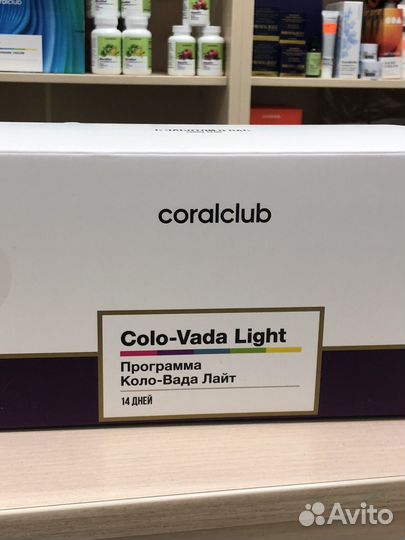 coralclub
Colo-Vada Light
Программа
Коло-Вада Лайт
14 ДНЕЙ
Avito